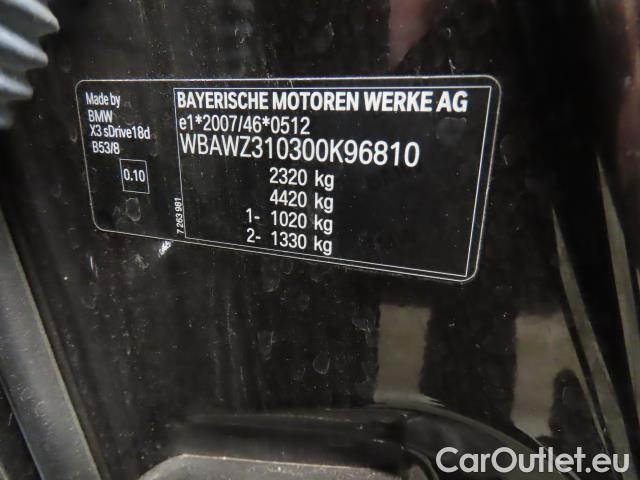 Made by
BMW
X3 sDrive18d
B53/8
0.10
7 263 981
BAYERISCHE MOTOREN WERKE AG
e1*2007/46*0512
WBAWZ310300K96810
2320 kg
4420 kg
1- 1020 kg
2- 1330 kg
CarOutlet.eu